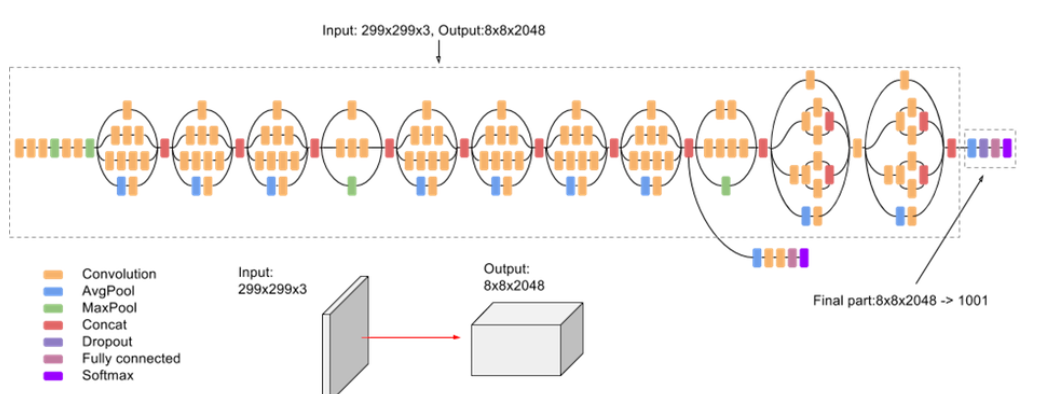 Input: 299x299x3, Output:8x8x2048
Input:
299x299x3
Output:
8x8x2048
Convolution
AvgPool
MaxPool
Concat
Dropout
Fully connected
Softmax
Final part:8x8x2048 -> 1001